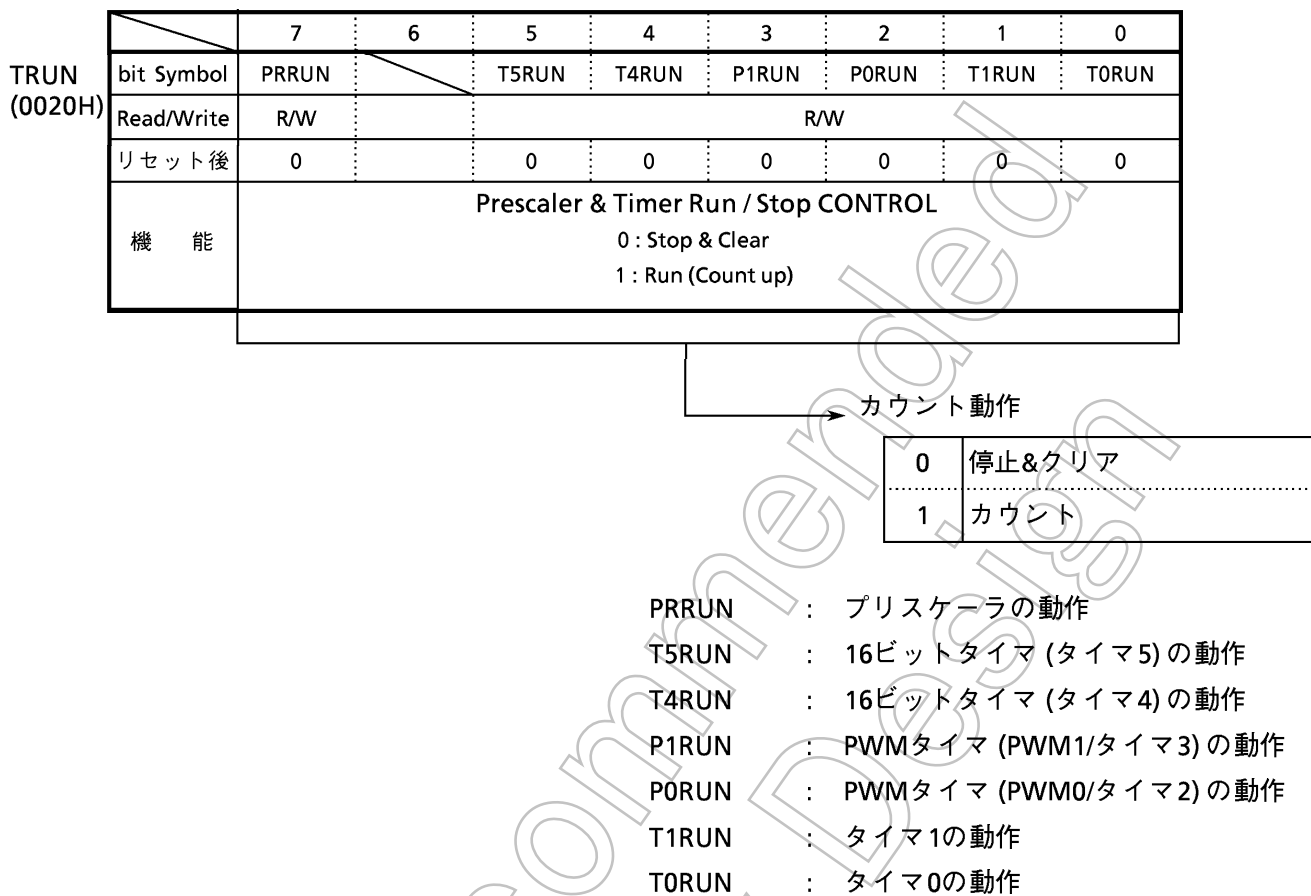 7 6 5 4 3 2 1 0
TRUN
(0020H)
bit Symbol PRRUN T5RUN T4RUN P1RUN P0RUN T1RUN T0RUN
Read/Write R/W R/W
リセット後 0 0 0 0 0 0 0
機　能
Prescaler & Timer Run / Stop CONTROL
0 : Stop & Clear
1 : Run (Count up)
カウント動作
0 停止&クリア
1 カウント
PRRUN : プリスケーラの動作
T5RUN : 16ビットタイマ (タイマ5) の動作
T4RUN : 16ビットタイマ (タイマ4) の動作
P1RUN : PWMタイマ (PWM1/タイマ3) の動作
P0RUN : PWMタイマ (PWM0/タイマ2) の動作
T1RUN : タイマ1の動作
T0RUN : タイマ0の動作
ommended
Design